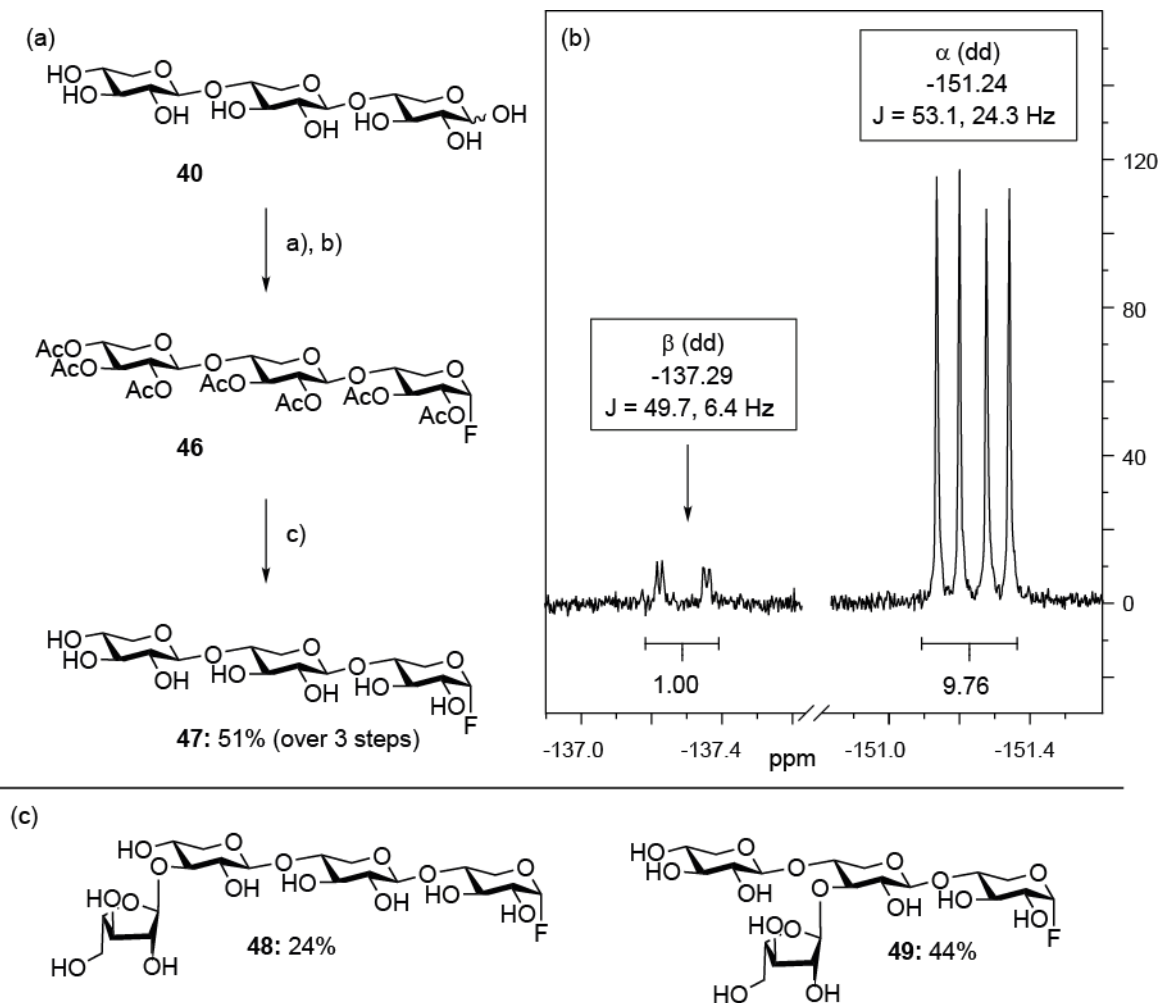 (a)
HO O O O O O
HO HO HO OH
OH OH OH
40
a), b)
O O O O O
AcO AcO AcO AcO
AcO AcO AcO F
46
c)
HO O O O O O
HO HO HO
OH OH HO F
47: 51% (over 3 steps)
(b)
α (dd)
-151.24
J = 53.1, 24.3 Hz
β (dd)
-137.29
J = 49.7, 6.4 Hz
120
80
40
0
1.00
9.76
-137.0
-137.4
ppm
-151.0
-151.4
(c)
HO O O O O O
O OH HO OH HO HO F
HO O
HO OH
48: 24%
HO O O O O O
HO OH O OH HO HO F
HO O
HO OH
49: 44%